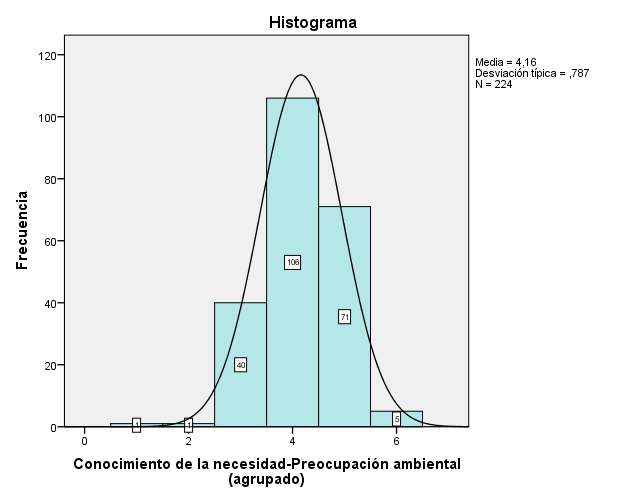 Histograma
Media = 4,16
Desviación típica = ,787
N = 224
Frecuencia
120
100
80
60
40
20
0
106
71
40
1
1
5
0
2
4
6
Conocimiento de la necesidad-Preocupación ambiental
(agrupado)